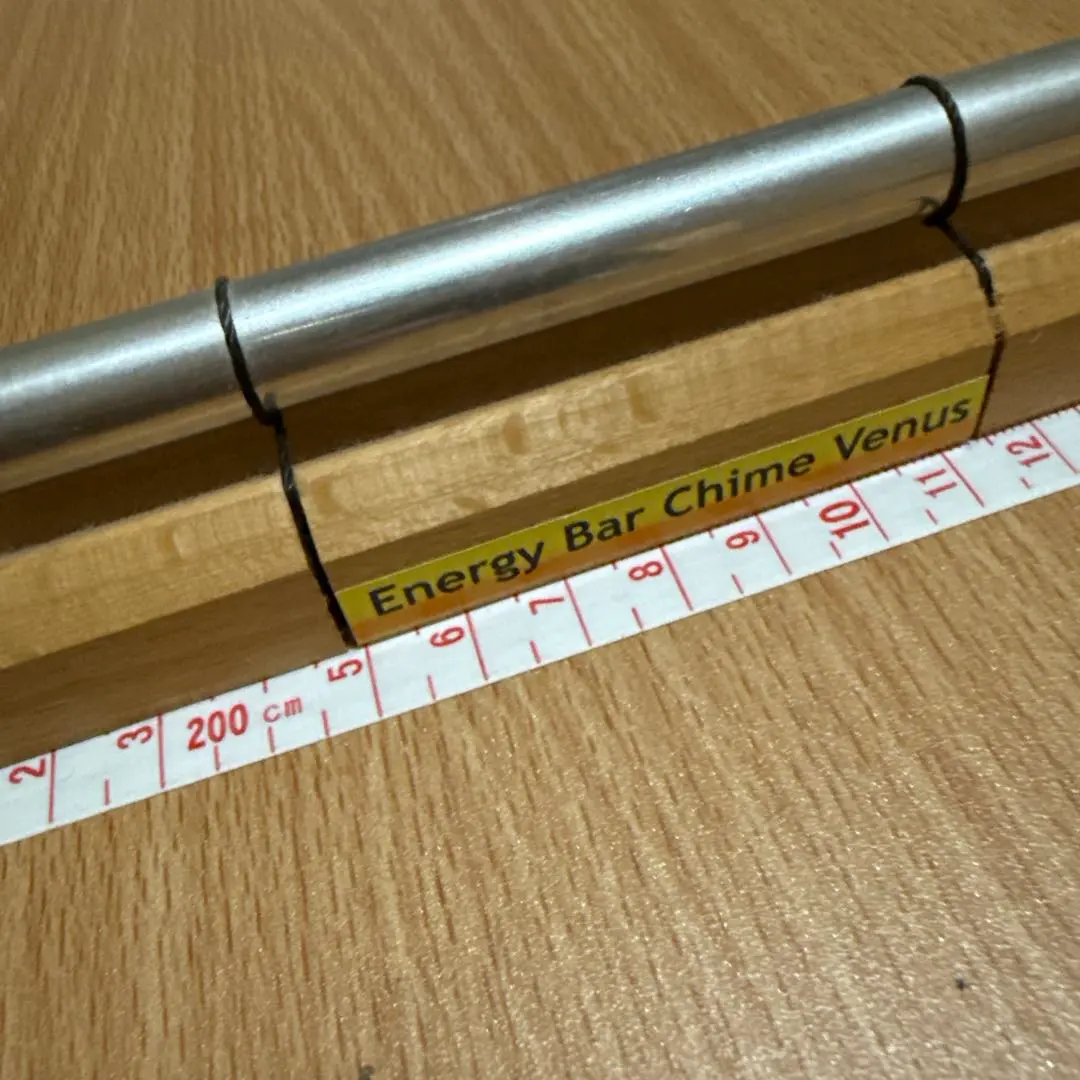 Energy Bar Chime Venus
2 3 200 cm 5 6 7 8 9 10 11 12